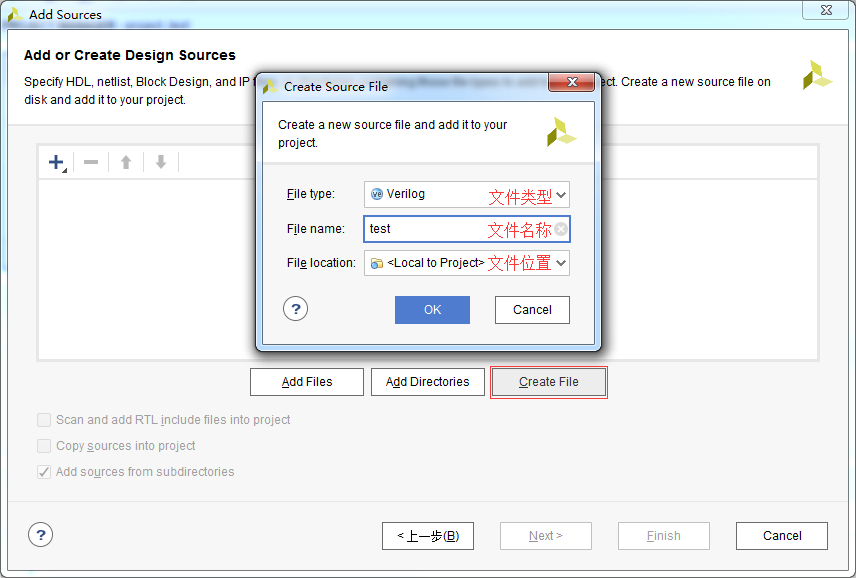 Add Sources
Add or Create Design Sources
Specify HDL, netlist, Block Design, and IP
ect. Create a new source file on
disk and add it to your project.
Create Source File
Create a new source file and add it to your
project.
File type: Verilog 文件类型
File name: test 文件名称
File location: <Local to Project> 文件位置
? OK Cancel
Add Files Add Directories Create File
Scan and add RTL include files into project
Copy sources into project
Add sources from subdirectories
? < 上一步(B) Next > Finish Cancel